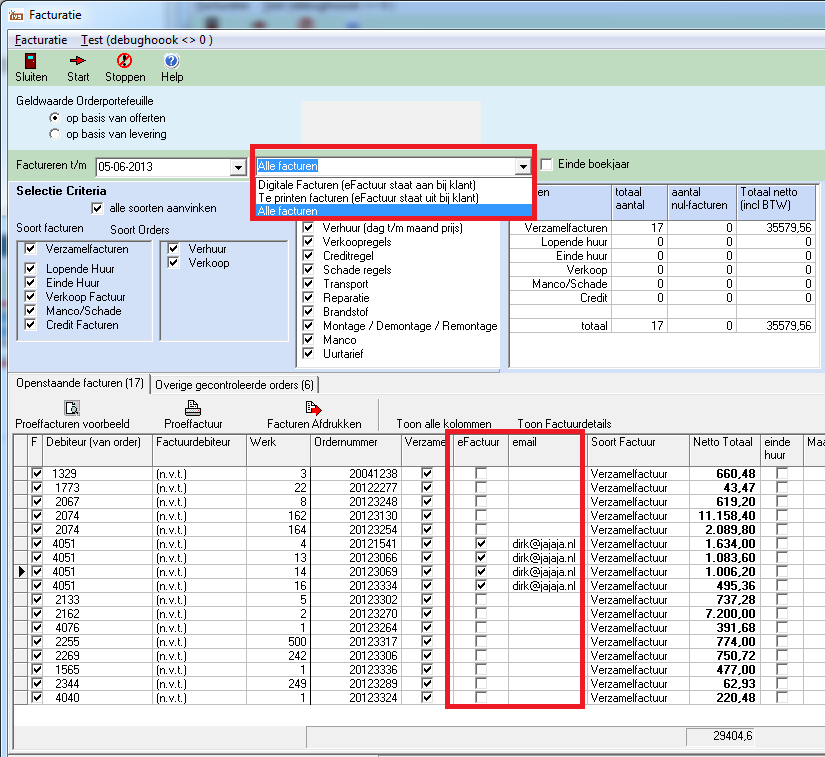 Facturatie
Facturatie Test (debughoook <> 0 )
Sluiten Start Stoppen Help
Geldwaarde Orderportefeuille
op basis van offerten
op basis van levering
Factureren t/m 05-06-2013 Alle facturen Einde boekjaar
Digitale Facturen (eFactuur staat aan bij klant)
Te printen facturen (eFactuur staat uit bij klant)
Alle facturen
Selectie Criteria
alle soorten aanvinken
Soort facturen Soort Orders
Verzamelfacturen
Lopende Huur
Einde Huur
Verkoop Factuur
Manco/Schade
Credit Facturen
Verhuur
Verkoop
Verhuur (dag t/m maand prijs)
Verkoopregels
Creditregel
Schade regels
Transport
Reparatie
Brandstof
Montage / Demontage / Remontage
Manco
Uurtarief
en totaal aantal aantal nul-facturen Totaal netto (incl BTW)
Verzamelfacturen 17 0 35579,56
Lopende huur 0 0 0
Einde huur 0 0 0
Verkoop 0 0 0
Manco/Schade 0 0 0
Credit 0 0 0
totaal 17 0 35579,56
Openstaande facturen (17) Overige gecontroleerde orders (6)
Proeffacturen voorbeeld Proeffactuur Facturen Afdrukken Toon alle kolommen Toon Factuurdetails
F Debiteur (van order) Factuurdebiteur Werk Ordernummer Verzame eFactuur email Soort Factuur Netto Totaal einde huur Maa
1329 (n.v.t.) 3 20041238 Verzamelfactuur 660,48
1773 (n.v.t.) 22 20122277 Verzamelfactuur 43,47
2067 (n.v.t.) 8 20123248 Verzamelfactuur 619,20
2074 (n.v.t.) 162 20123130 Verzamelfactuur 11.158,40
2074 (n.v.t.) 164 20123254 Verzamelfactuur 2.089,80
4051 (n.v.t.) 4 20121541 dirk@jajaja.nl Verzamelfactuur 1.634,00
4051 (n.v.t.) 13 20123066 dirk@jajaja.nl Verzamelfactuur 1.083,60
4051 (n.v.t.) 14 20123069 dirk@jajaja.nl Verzamelfactuur 1.006,20
4051 (n.v.t.) 16 20123334 dirk@jajaja.nl Verzamelfactuur 495,36
2133 (n.v.t.) 5 20123302 Verzamelfactuur 737,28
2162 (n.v.t.) 2 20123270 Verzamelfactuur 7.200,00
4076 (n.v.t.) 1 20123264 Verzamelfactuur 391,68
2255 (n.v.t.) 500 20123317 Verzamelfactuur 774,00
2269 (n.v.t.) 242 20123306 Verzamelfactuur 750,72
1565 (n.v.t.) 1 20123336 Verzamelfactuur 477,00
2344 (n.v.t.) 249 20123289 Verzamelfactuur 62,93
4040 (n.v.t.) 1 20123324 Verzamelfactuur 220,48
29404,6